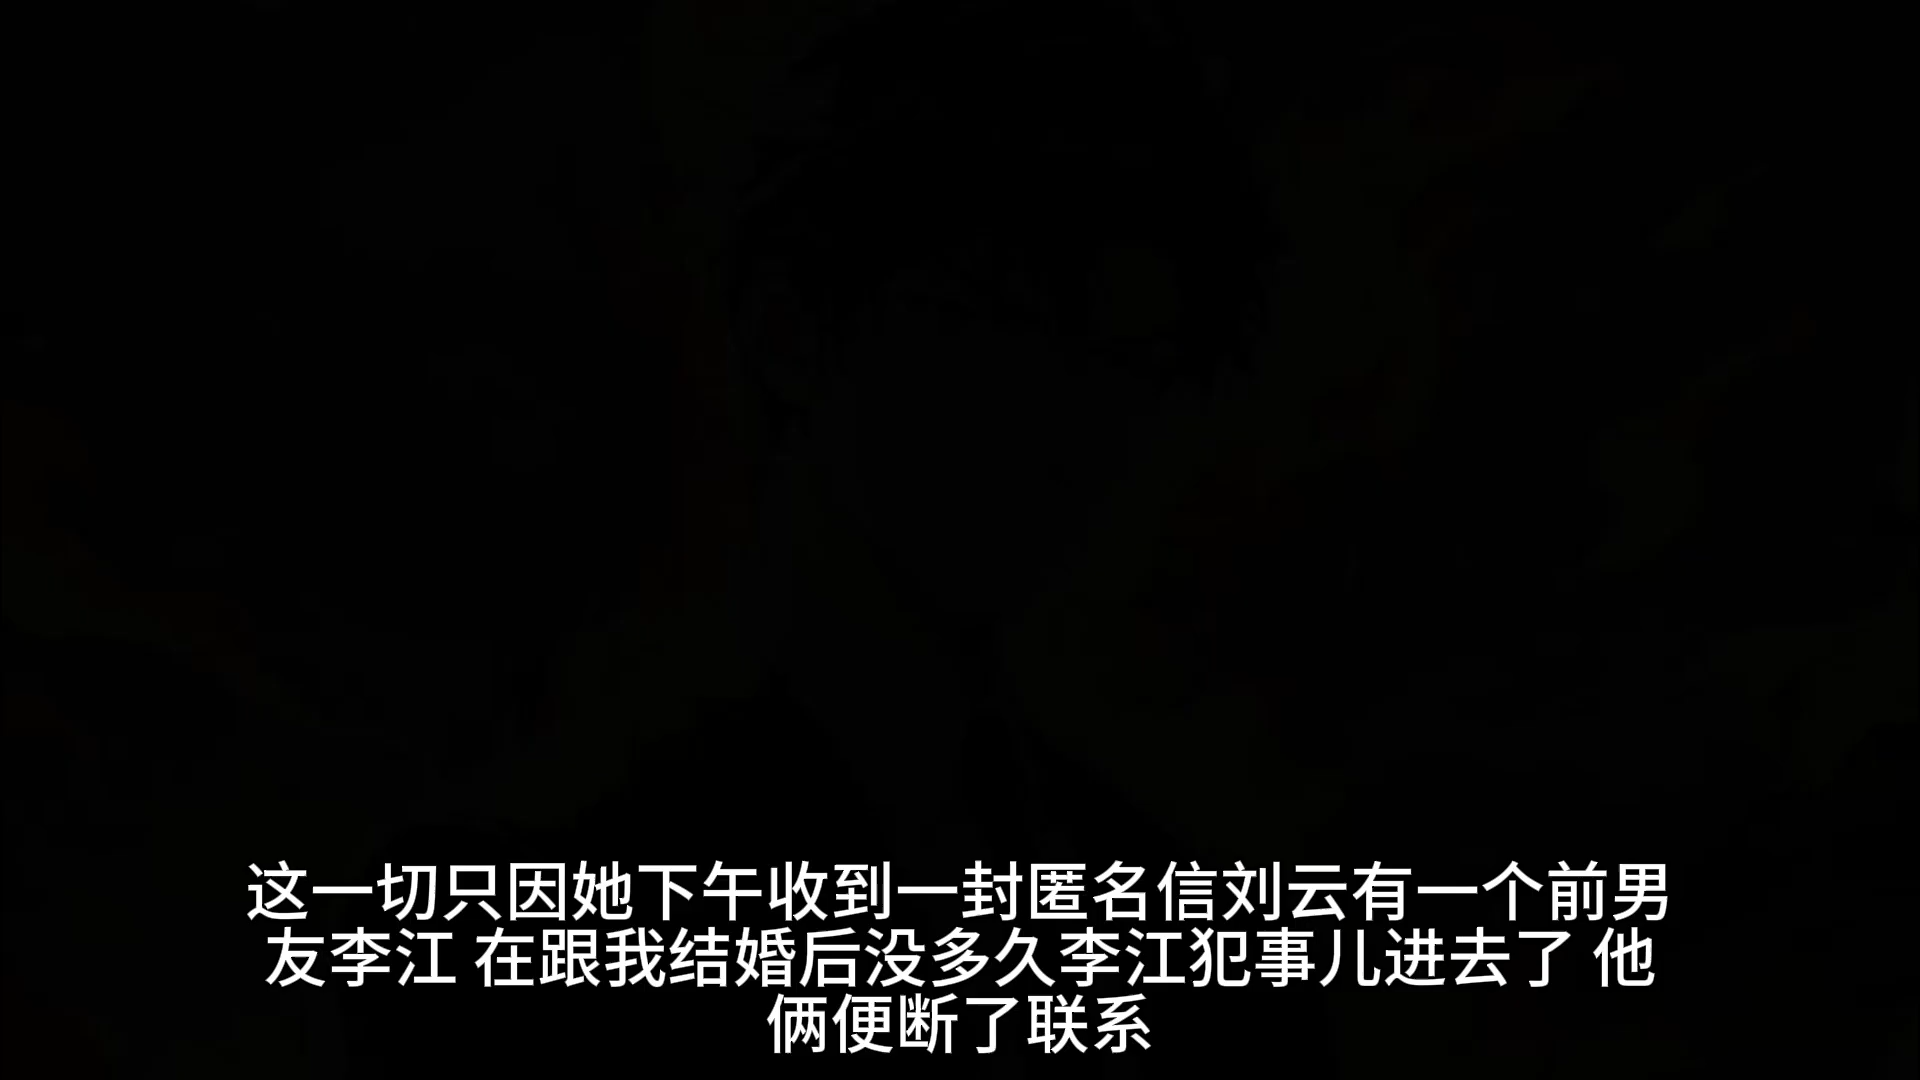 这一切只因她下午收到一封匿名信刘云有一个前男
友李江 在跟我结婚后没多久李江犯事儿进去了 他
俩便断了联系